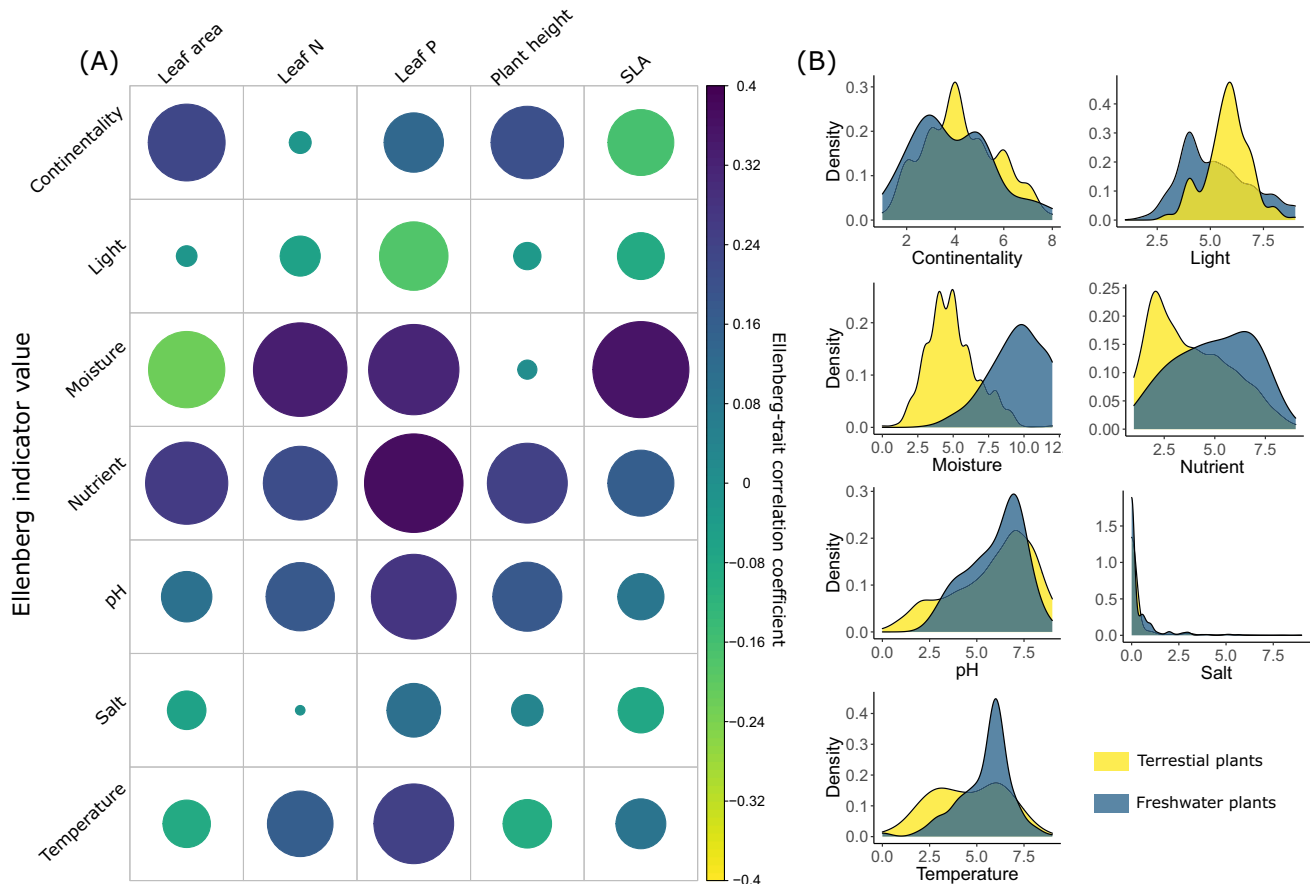 (A)
Leaf area
Leaf N
Leaf P
Plant height
SLA
Ellenberg indicator value
Continentality
Light
Moisture
Nutrient
pH
Salt
Temperature
0.4
0.32
0.24
0.16
0.08
0
−0.08
−0.16
−0.24
−0.32
−0.4
Ellenberg-trait correlation coefficient
(B)
Density
0.3
0.2
0.1
0.0
2 4 6 8
Continentality
0.4
0.3
0.2
0.1
0.0
2.5 5.0 7.5
Light
Density
0.2
0.1
0.0
0.0 2.5 5.0 7.5 10.0 12.
Moisture
0.25
0.20
0.15
0.10
0.05
0.00
2.5 5.0 7.5
Nutrient
Density
0.3
0.2
0.1
0.0
0.0 2.5 5.0 7.5
pH
1.5
1.0
0.5
0.0
0.0 2.5 5.0 7.5
Salt
Density
0.4
0.3
0.2
0.1
0.0
0.0 2.5 5.0 7.5
Temperature
Terrestial plants
Freshwater plants